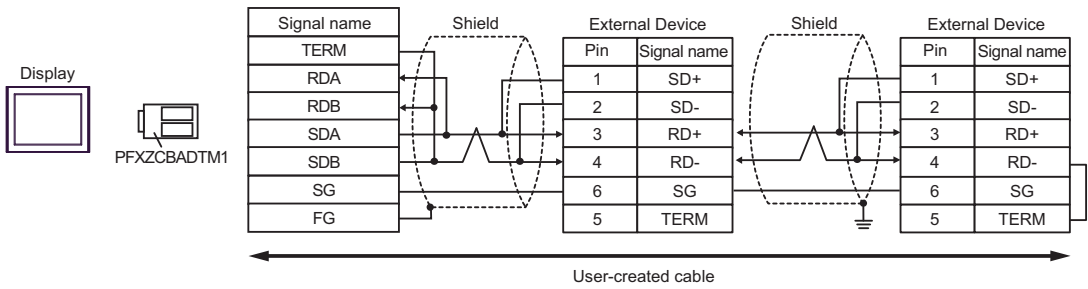 Display
PFXZCBADTM1
Signal name
TERM
RDA
RDB
SDA
SDB
SG
FG
Shield
External Device
Pin Signal name
1 SD+
2 SD-
3 RD+
4 RD-
6 SG
5 TERM
Shield
External Device
Pin Signal name
1 SD+
2 SD-
3 RD+
4 RD-
6 SG
5 TERM
User-created cable